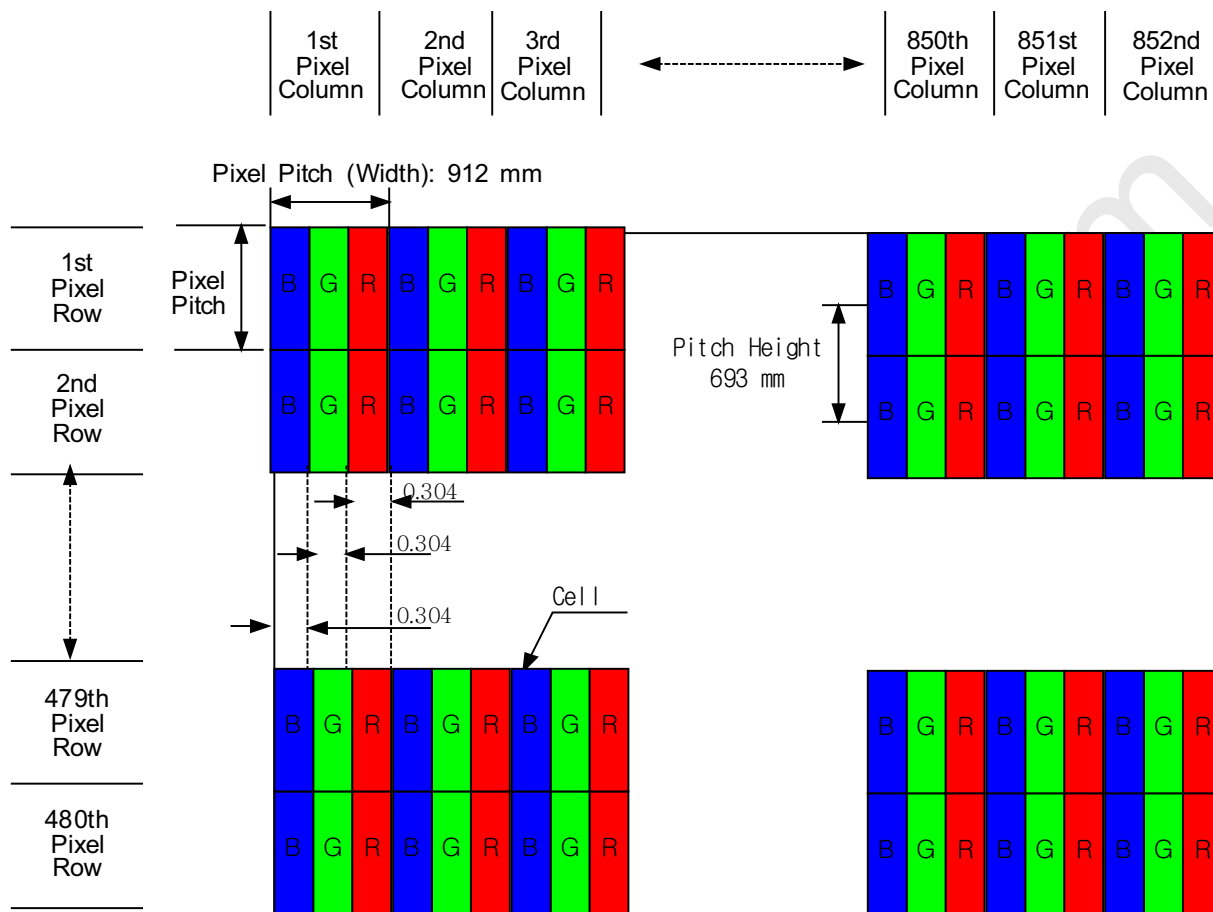 1st
Pixel
Column
2nd
Pixel
Column
3rd
Pixel
Column
850th
Pixel
Column
851st
Pixel
Column
852nd
Pixel
Column
Pixel Pitch (Width): 912 mm
1st
Pixel
Row
Pixel
Pitch
B G R B G R B G R
B G R B G R B G R
Pitch Height
693 mm
2nd
Pixel
Row
B G R B G R B G R
B G R B G R B G R
0.304
0.304
0.304
Cell
479th
Pixel
Row
B G R B G R B G R
B G R B G R B G R
480th
Pixel
Row
B G R B G R B G R
B G R B G R B G R
m